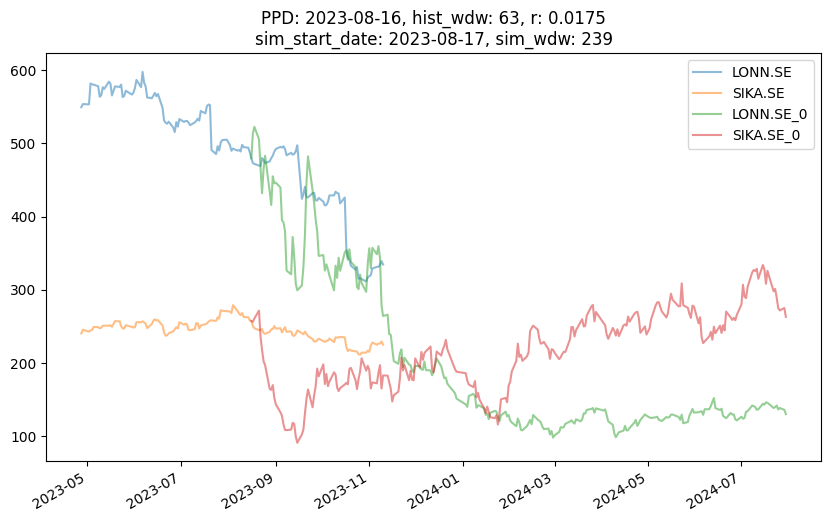 PPD: 2023-08-16, hist_wdw: 63, r: 0.0175
sim_start_date: 2023-08-17, sim_wdw: 239
LONN.SE
SIKA.SE
LONN.SE_0
SIKA.SE_0
600
500
400
300
200
100
2023-05
2023-07
2023-09
2023-11
2024-01
2024-03
2024-05
2024-07